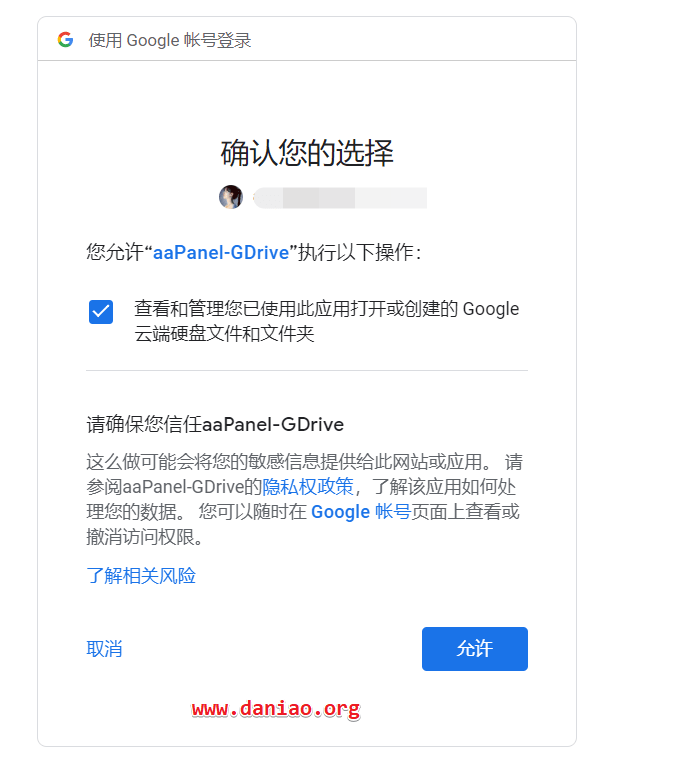 使用 Google 帐号登录
确认您的选择
您允许“aaPanel-GDrive”执行以下操作：
查看和管理您已使用此应用打开或创建的 Google
云端硬盘文件和文件夹
请确保您信任aaPanel-GDrive
这么做可能会将您的敏感信息提供给此网站或应用。 请
参阅aaPanel-GDrive的隐私权政策，了解该应用如何处
理您的数据。 您可以随时在 Google 帐号页面上查看或
撤消访问权限。
了解相关风险
取消
允许
www.daniao.org